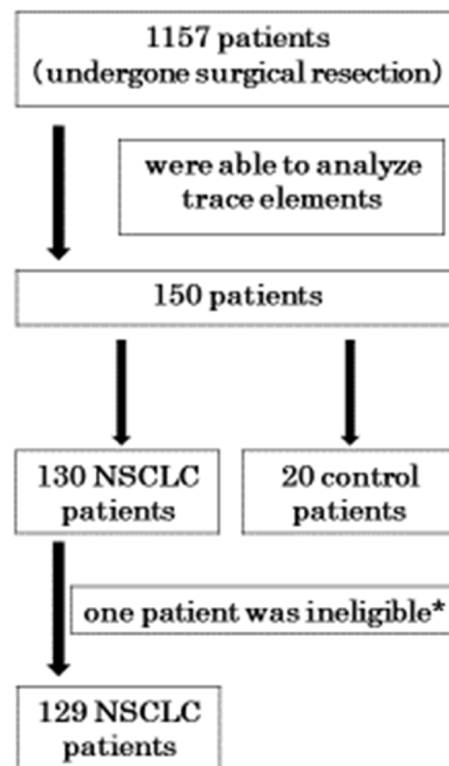 1157 patients
(undergone surgical resection)
were able to analyze
trace elements
150 patients
130 NSCLC
patients
20 control
patients
one patient was ineligible*
129 NSCLC
patients